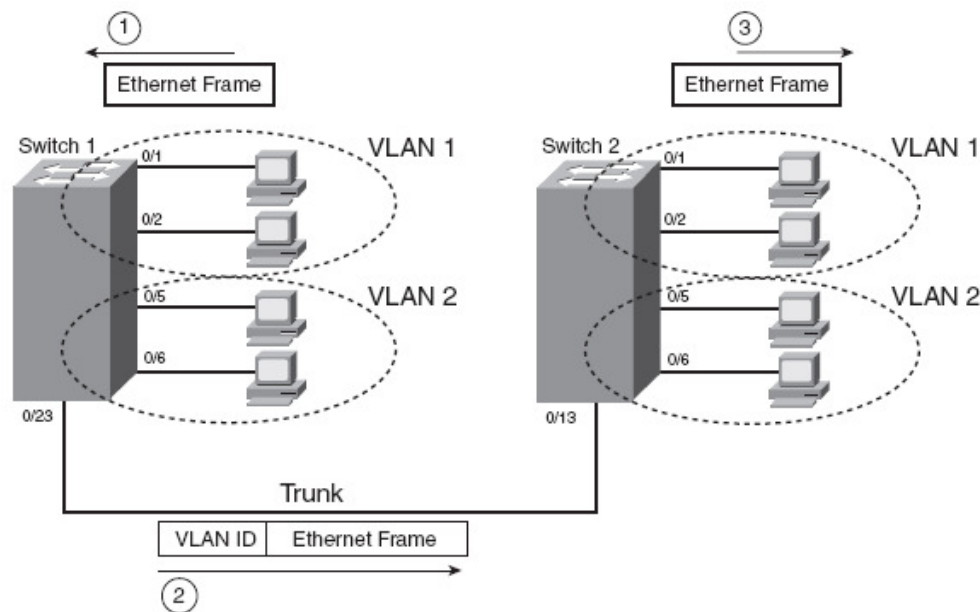 1
3
Ethernet Frame
Ethernet Frame
Switch 1
0/1
VLAN 1
Switch 2
0/1
VLAN 1
0/2
0/2
0/5
VLAN 2
0/5
VLAN 2
0/6
0/6
0/23
0/13
Trunk
VLAN ID
Ethernet Frame
2